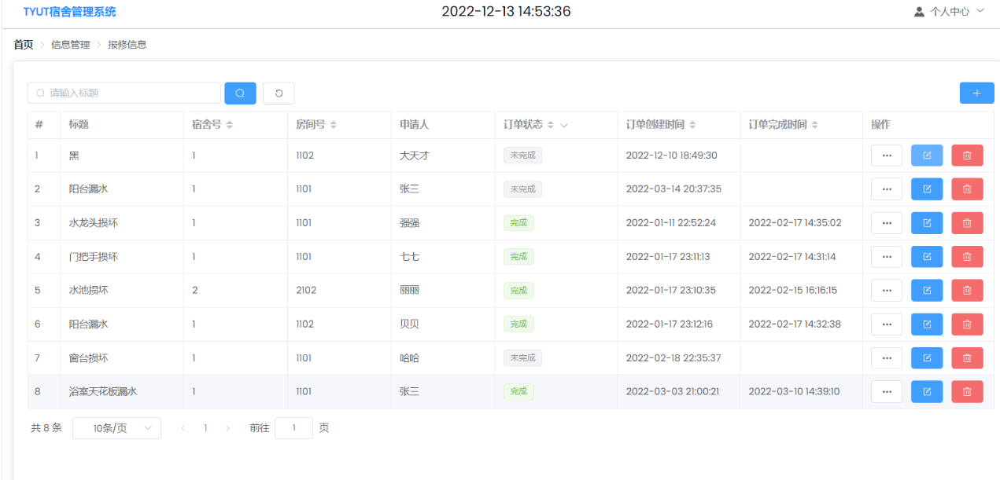 TYUT宿舍管理系统 2022-12-13 14:53:36 个人中心
首页 信息管理 报修信息
请输入标题
# 标题 宿舍号 房间号 申请人 订单状态 订单创建时间 订单完成时间 操作
1 黑 1 1102 大天才 未完成 2022-12-10 18:49:30
2 阳台漏水 1 1101 张三 未完成 2022-03-14 20:37:35
3 水龙头损坏 1 1101 强强 完成 2022-01-11 22:52:24 2022-02-17 14:35:02
4 门把手损坏 1 1101 七七 完成 2022-01-17 23:11:13 2022-02-17 14:31:14
5 水池损坏 2 2102 丽丽 完成 2022-01-17 23:10:35 2022-02-15 16:16:15
6 阳台漏水 1 1102 贝贝 完成 2022-01-17 23:12:16 2022-02-17 14:32:38
7 窗台损坏 1 1101 哈哈 未完成 2022-02-18 22:35:37
8 浴室天花板漏水 1 1101 张三 完成 2022-03-03 21:00:21 2022-03-10 14:39:10
共 8 条 10条/页 1 前往 1 页